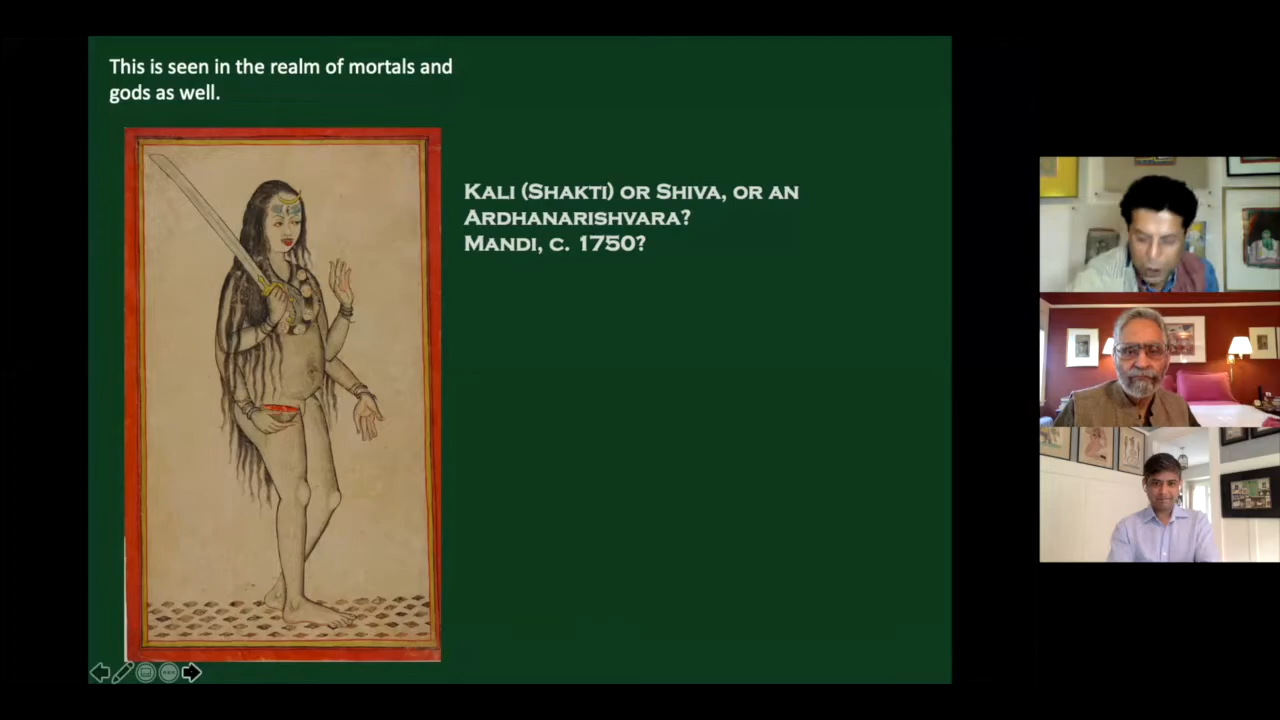 This is seen in the realm of mortals and
gods as well.
Kali (Shakti) or Shiva, or an
Ardhanarishvara?
Mandi, c. 1750?